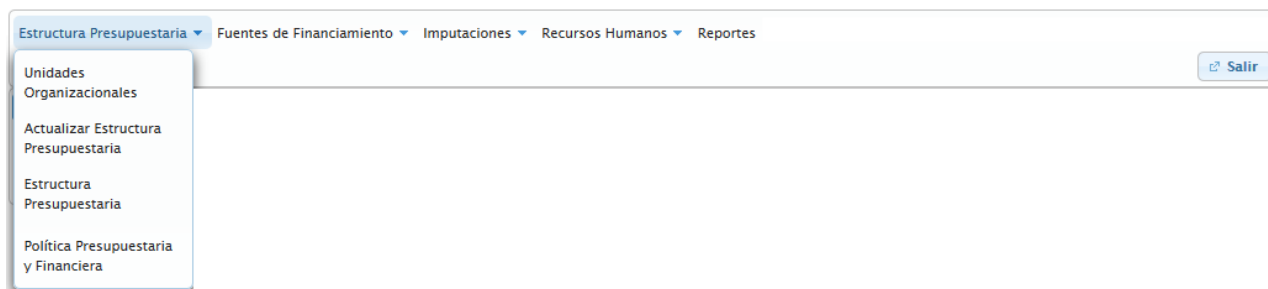 Estructura Presupuestaria Fuentes de Financiamiento Imputaciones Recursos Humanos Reportes
Salir
Unidades
Organizacionales
Actualizar Estructura
Presupuestaria
Estructura
Presupuestaria
Política Presupuestaria
y Financiera